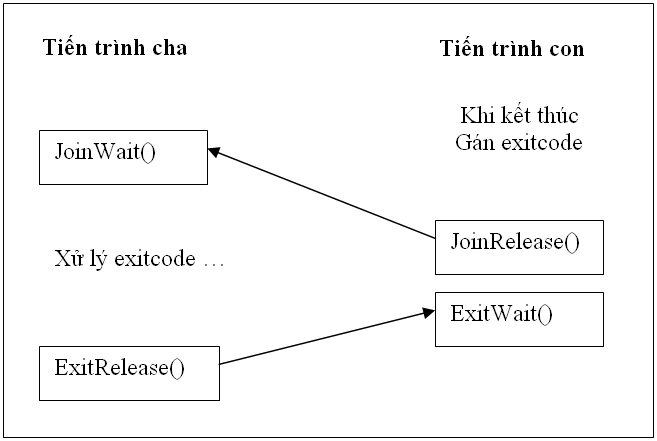 Tiến trình cha
Tiến trình con
Khi kết thúc
Gán exitcode
JoinWait()
JoinRelease()
Xử lý exitcode …
ExitWait()
ExitRelease()